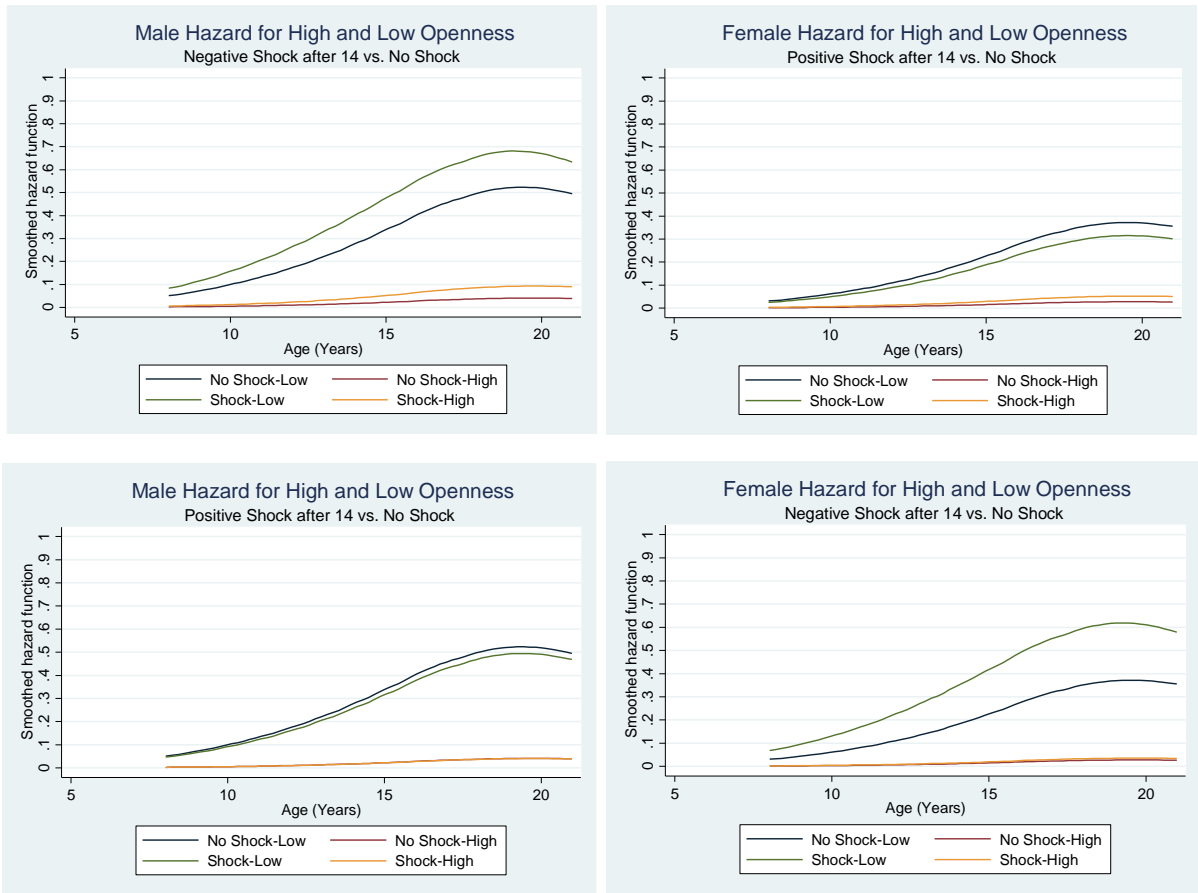 Male Hazard for High and Low Openness
Negative Shock after 14 vs. No Shock
Smoothed hazard function
1
.9
.8
.7
.6
.5
.4
.3
.2
.1
0
5 10 15 20
Age (Years)
No Shock-Low No Shock-High
Shock-Low Shock-High
Female Hazard for High and Low Openness
Positive Shock after 14 vs. No Shock
Smoothed hazard function
1
.9
.8
.7
.6
.5
.4
.3
.2
.1
0
5 10 15 20
Age (Years)
No Shock-Low No Shock-High
Shock-Low Shock-High
Male Hazard for High and Low Openness
Positive Shock after 14 vs. No Shock
Smoothed hazard function
1
.9
.8
.7
.6
.5
.4
.3
.2
.1
0
5 10 15 20
Age (Years)
No Shock-Low No Shock-High
Shock-Low Shock-High
Female Hazard for High and Low Openness
Negative Shock after 14 vs. No Shock
Smoothed hazard function
1
.9
.8
.7
.6
.5
.4
.3
.2
.1
0
5 10 15 20
Age (Years)
No Shock-Low No Shock-High
Shock-Low Shock-High